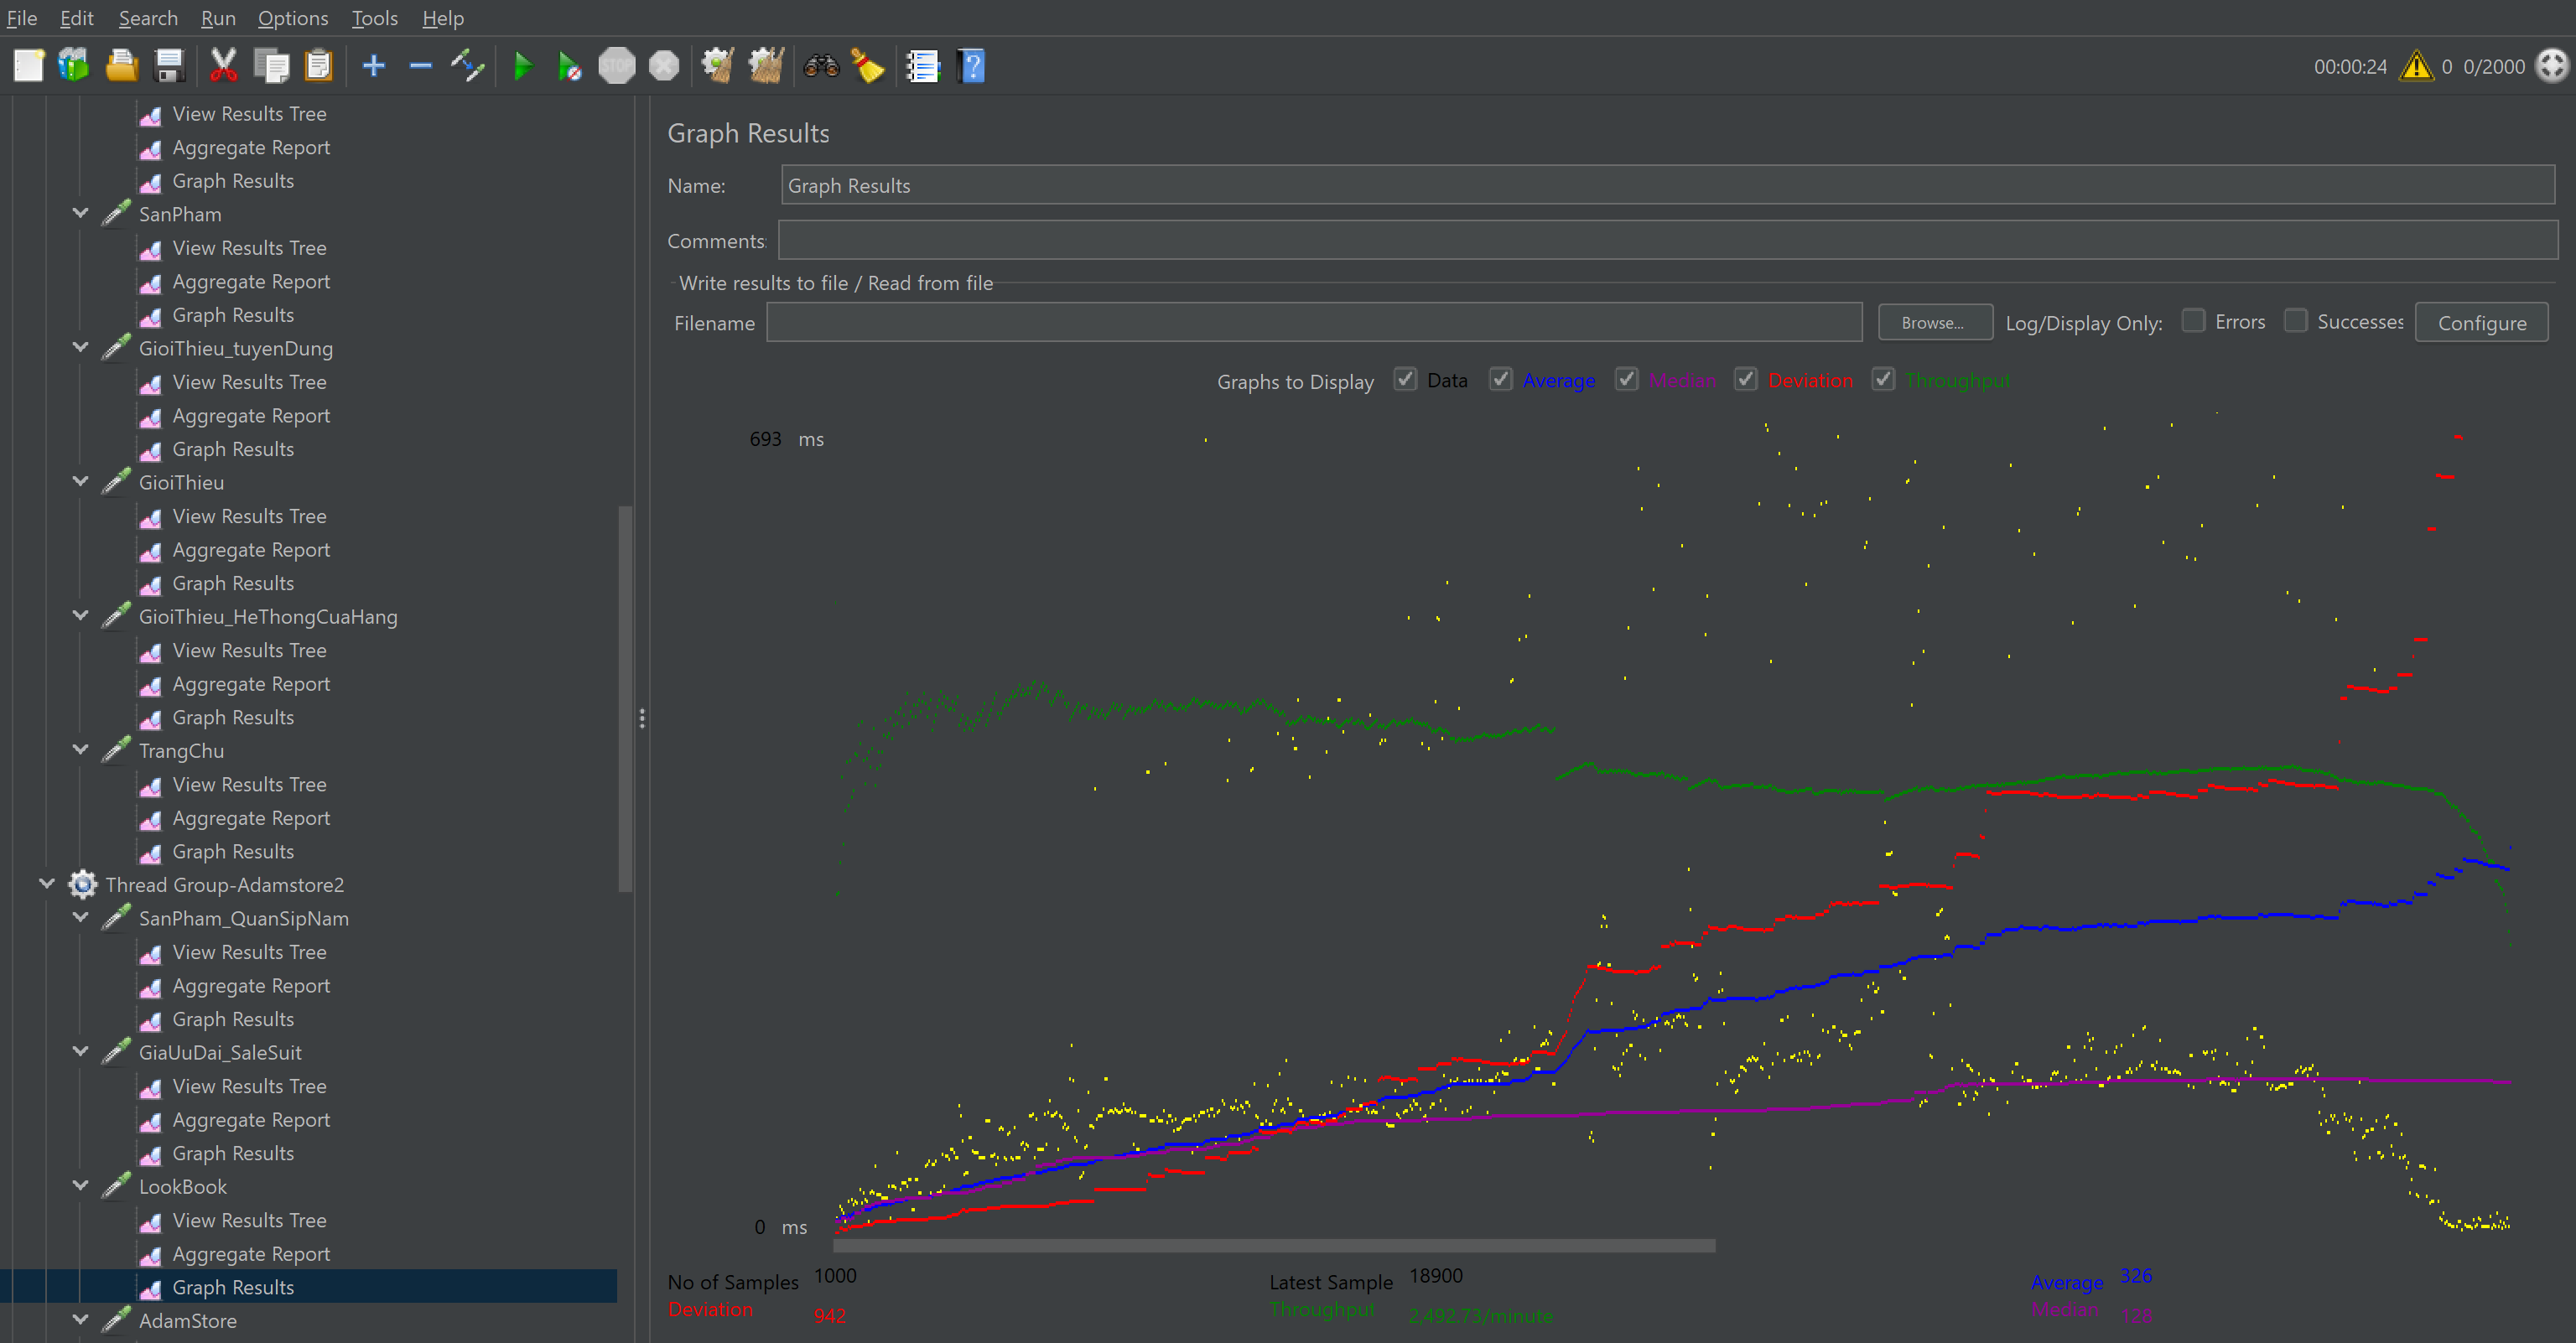 File Edit Search Run Options Tools Help
STOP
00:00:24 0 0/2000
View Results Tree
Aggregate Report
Graph Results
SanPham
View Results Tree
Aggregate Report
Graph Results
GioiThieu_tuyenDung
View Results Tree
Aggregate Report
Graph Results
GioiThieu
View Results Tree
Aggregate Report
Graph Results
GioiThieu_HeThongCuaHang
View Results Tree
Aggregate Report
Graph Results
TrangChu
View Results Tree
Aggregate Report
Graph Results
Thread Group-Adamstore2
SanPham_QuanSipNam
View Results Tree
Aggregate Report
Graph Results
GiaUuDai_SaleSuit
View Results Tree
Aggregate Report
Graph Results
LookBook
View Results Tree
Aggregate Report
Graph Results
AdamStore
Graph Results
Name: Graph Results
Comments:
Write results to file / Read from file
Filename Browse... Log/Display Only: Errors Successes Configure
Graphs to Display Data Average Median Deviation Throughput
693 ms
0 ms
No of Samples 1000 Latest Sample 18900 Average 326
Deviation 942 Throughput 2,492.73/minute Median 128